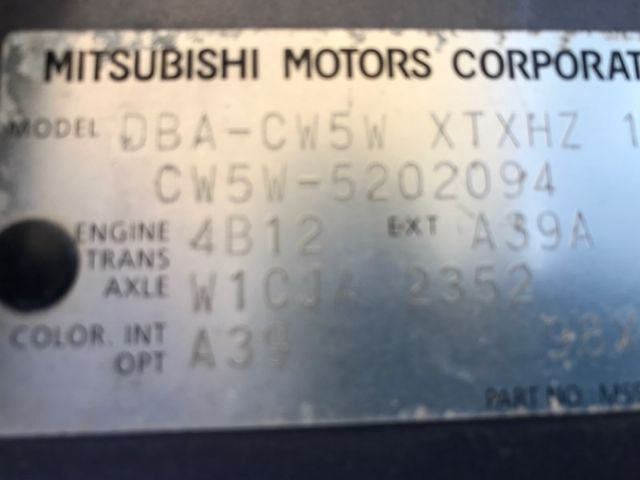 MITSUBISHI MOTORS CORPORAT
MODEL DBA-CW5W XTXHZ 1
CW5W-5202094
ENGINE 4B12 EXT A39A
TRANS
AXLE W1CJA 2352
COLOR. INT A39
OPT
PART NO.